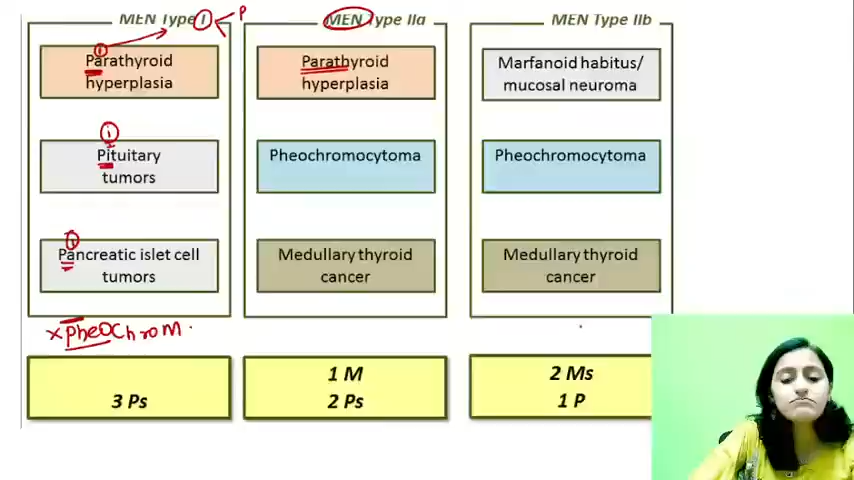 MEN Type I
P
i
Parathyroid
hyperplasia
i
Pituitary
tumors
i
Pancreatic islet cell
tumors
x PheOChroM.
3 Ps
MEN Type IIa
Parathyroid
hyperplasia
Pheochromocytoma
Medullary thyroid
cancer
1 M
2 Ps
MEN Type IIb
Marfanoid habitus/
mucosal neuroma
Pheochromocytoma
Medullary thyroid
cancer
2 Ms
1 P